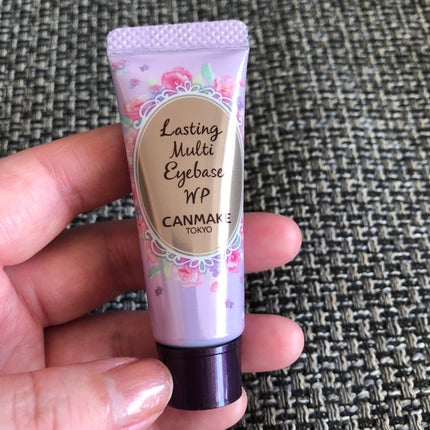 Lasting
Multi
Eyebase
WP
CANMAKE
TOKYO